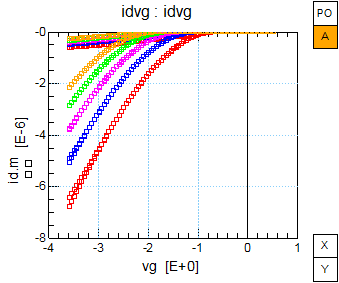 idvg : idvg
PO
A
-0
-2
-4
-6
-8
id.m [E-6]
-4 -3 -2 -1 0 1
vg [E+0]
X
Y